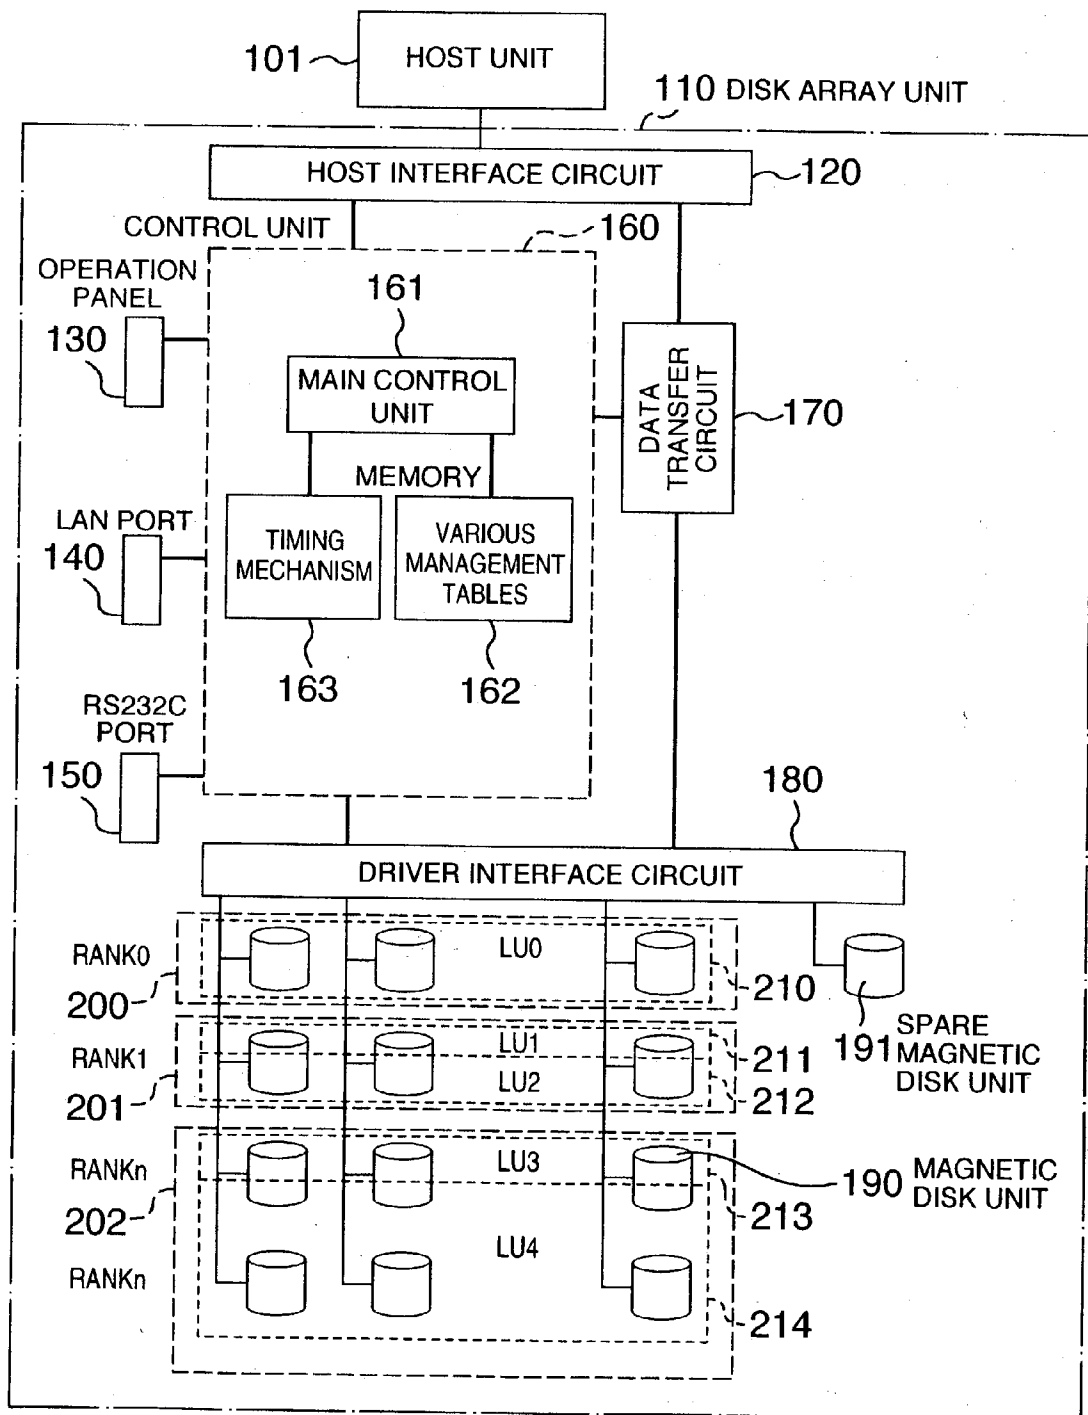 101
HOST UNIT
110 DISK ARRAY UNIT
HOST INTERFACE CIRCUIT
120
CONTROL UNIT
160
OPERATION
PANEL
130
161
MAIN CONTROL
UNIT
DATA
TRANSFER
CIRCUIT
170
MEMORY
LAN PORT
140
TIMING
MECHANISM
VARIOUS
MANAGEMENT
TABLES
163
162
RS232C
PORT
150
180
DRIVER INTERFACE CIRCUIT
RANK0
200
LU0
210
191 SPARE
MAGNETIC
DISK UNIT
RANK1
201
LU1
LU2
211
212
RANKn
202
LU3
190 MAGNETIC
DISK UNIT
213
RANKn
LU4
214